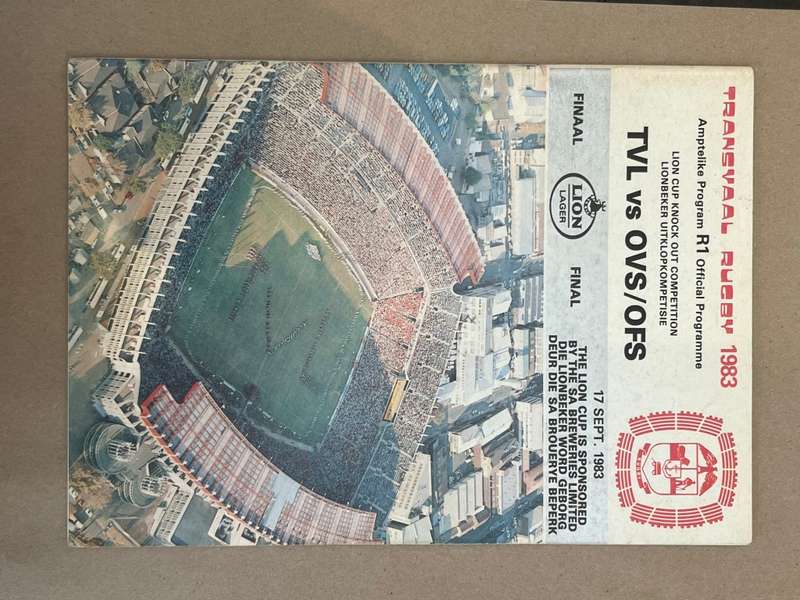 TRANSVAAL RUGBY 1983
Amptelike Program R1 Official Programme
LION CUP KNOCK OUT COMPETITION
LIONBEKER UITKLOPKOMPETISIE
TVL vs OVS/OFS
FINAAL
LION
LAGER
FINAL
17 SEPT. 1983
THE LION CUP IS SPONSORED
BY THE SA BREWERIES LIMITED
DIE LIONBEKER WORD GEBORG
DEUR DIE SA BROUERYE BEPERK